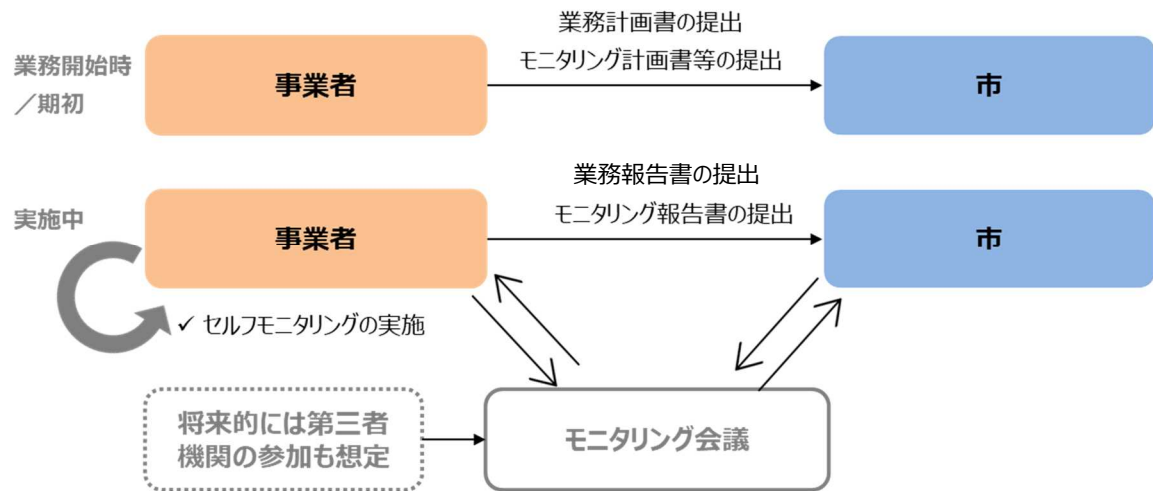 業務計画書の提出
モニタリング計画書等の提出
業務開始時
／期初
事業者
市
業務報告書の提出
モニタリング報告書の提出
実施中
事業者
市
✓ セルフモニタリングの実施
将来的には第三者
機関の参加も想定
モニタリング会議